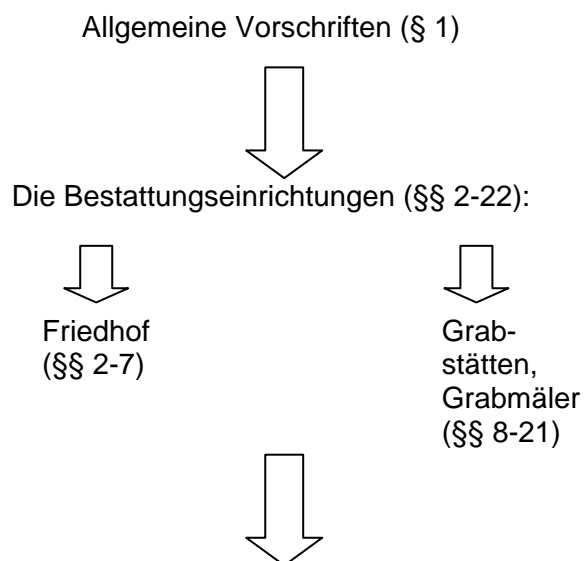 Allgemeine Vorschriften (§ 1)
Die Bestattungseinrichtungen (§§ 2-22):
Friedhof
(§§ 2-7)
Grab-
stätten,
Grabmäler
(§§ 8-21)